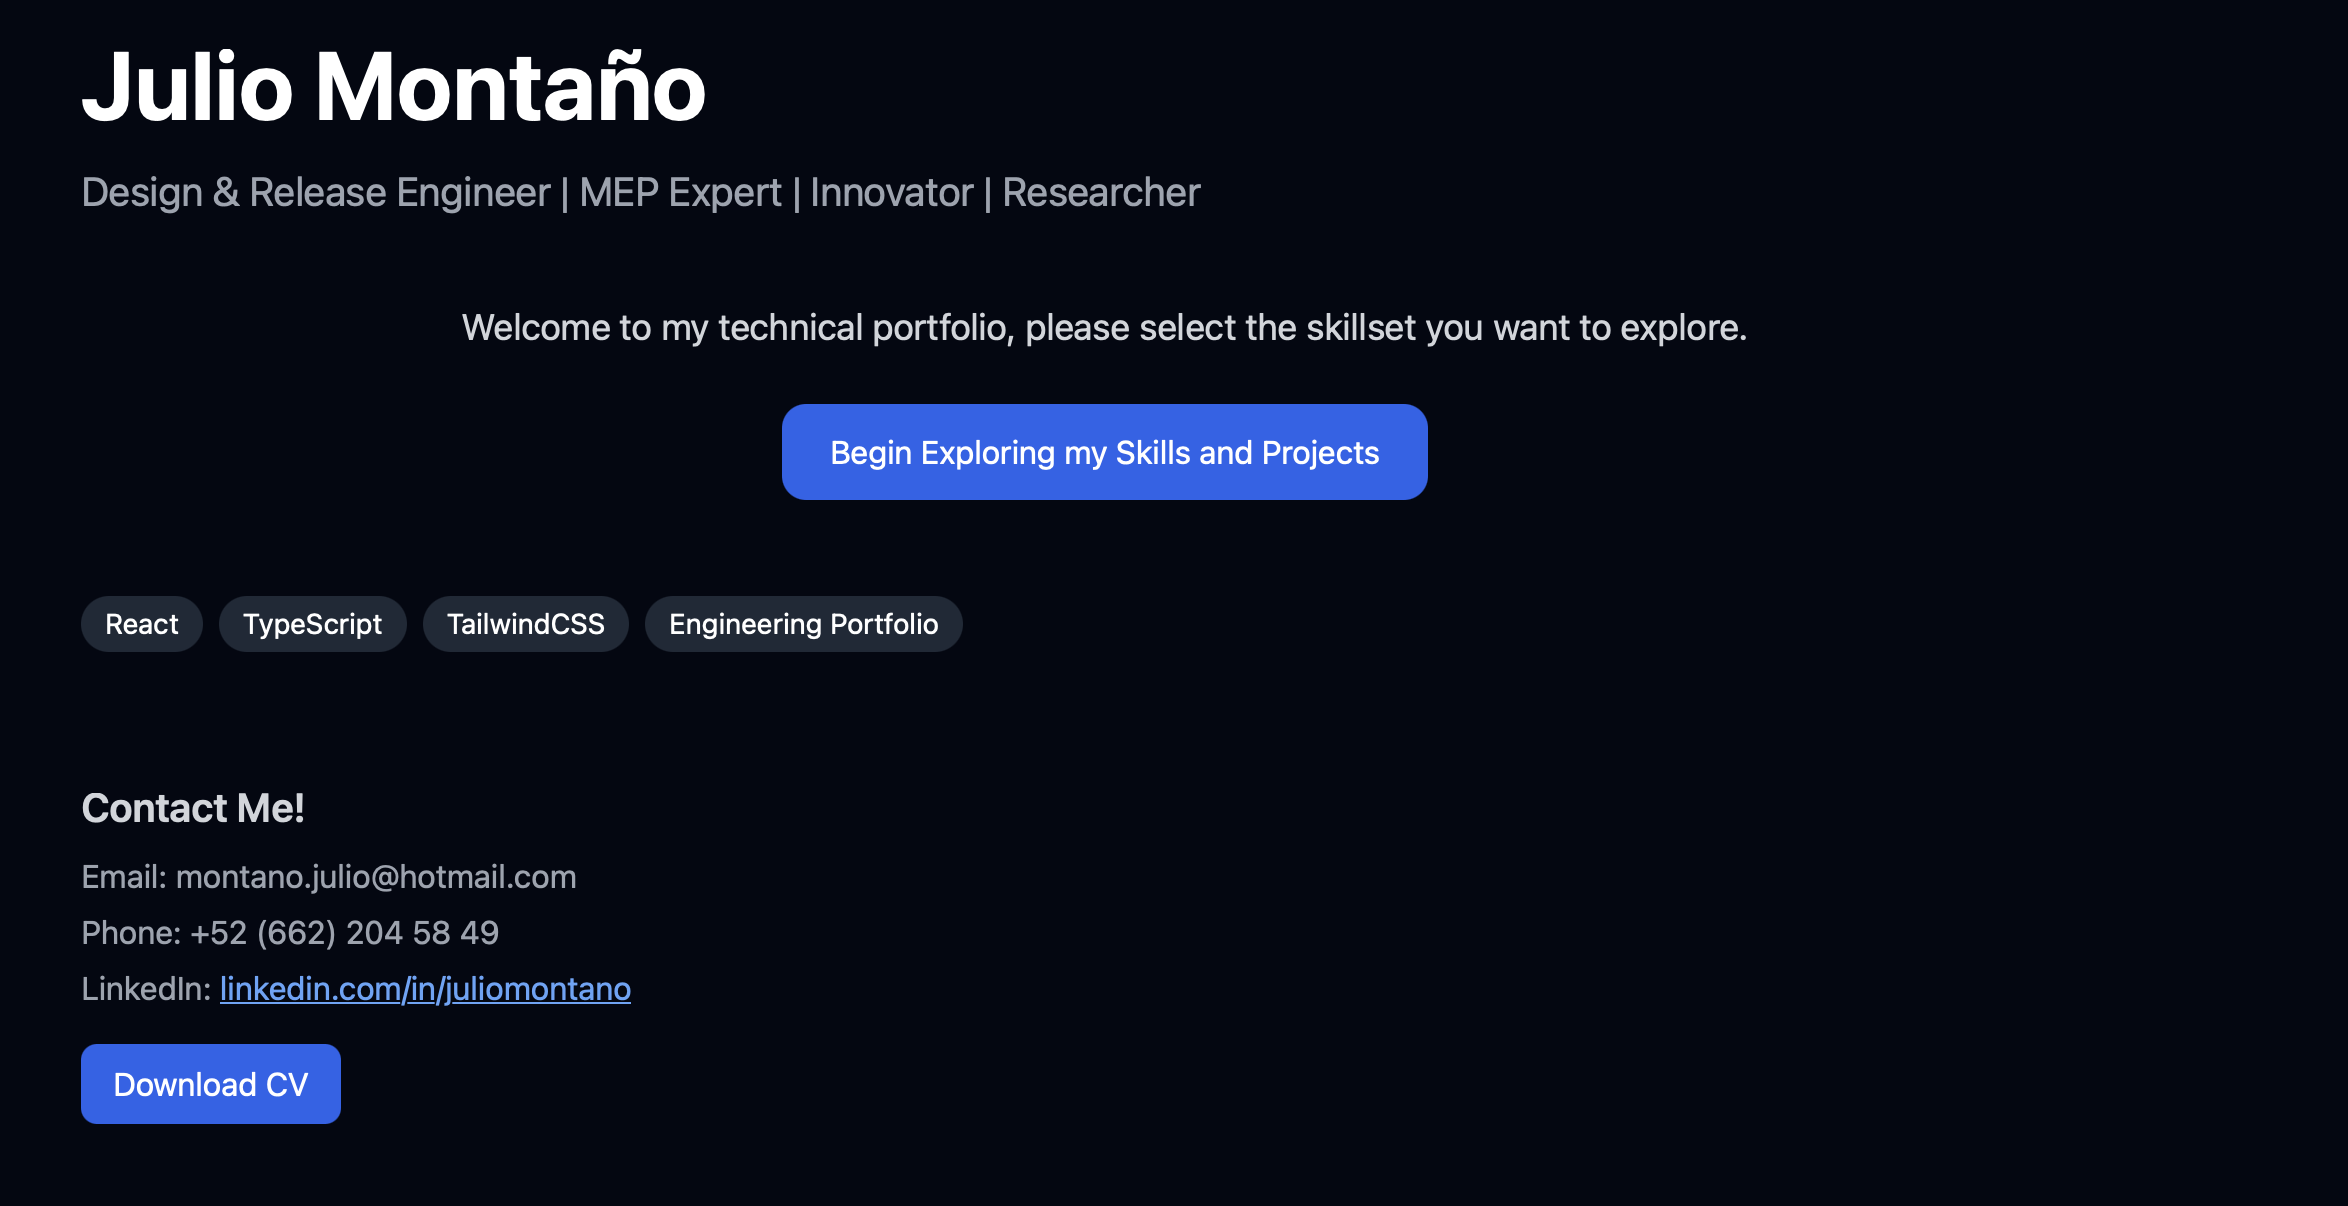 Julio Montaño
Design & Release Engineer | MEP Expert | Innovator | Researcher
Welcome to my technical portfolio, please select the skillset you want to explore.
Begin Exploring my Skills and Projects
React TypeScript TailwindCSS Engineering Portfolio
Contact Me!
Email: montano.julio@hotmail.com
Phone: +52 (662) 204 58 49
LinkedIn: linkedin.com/in/juliomontano
Download CV